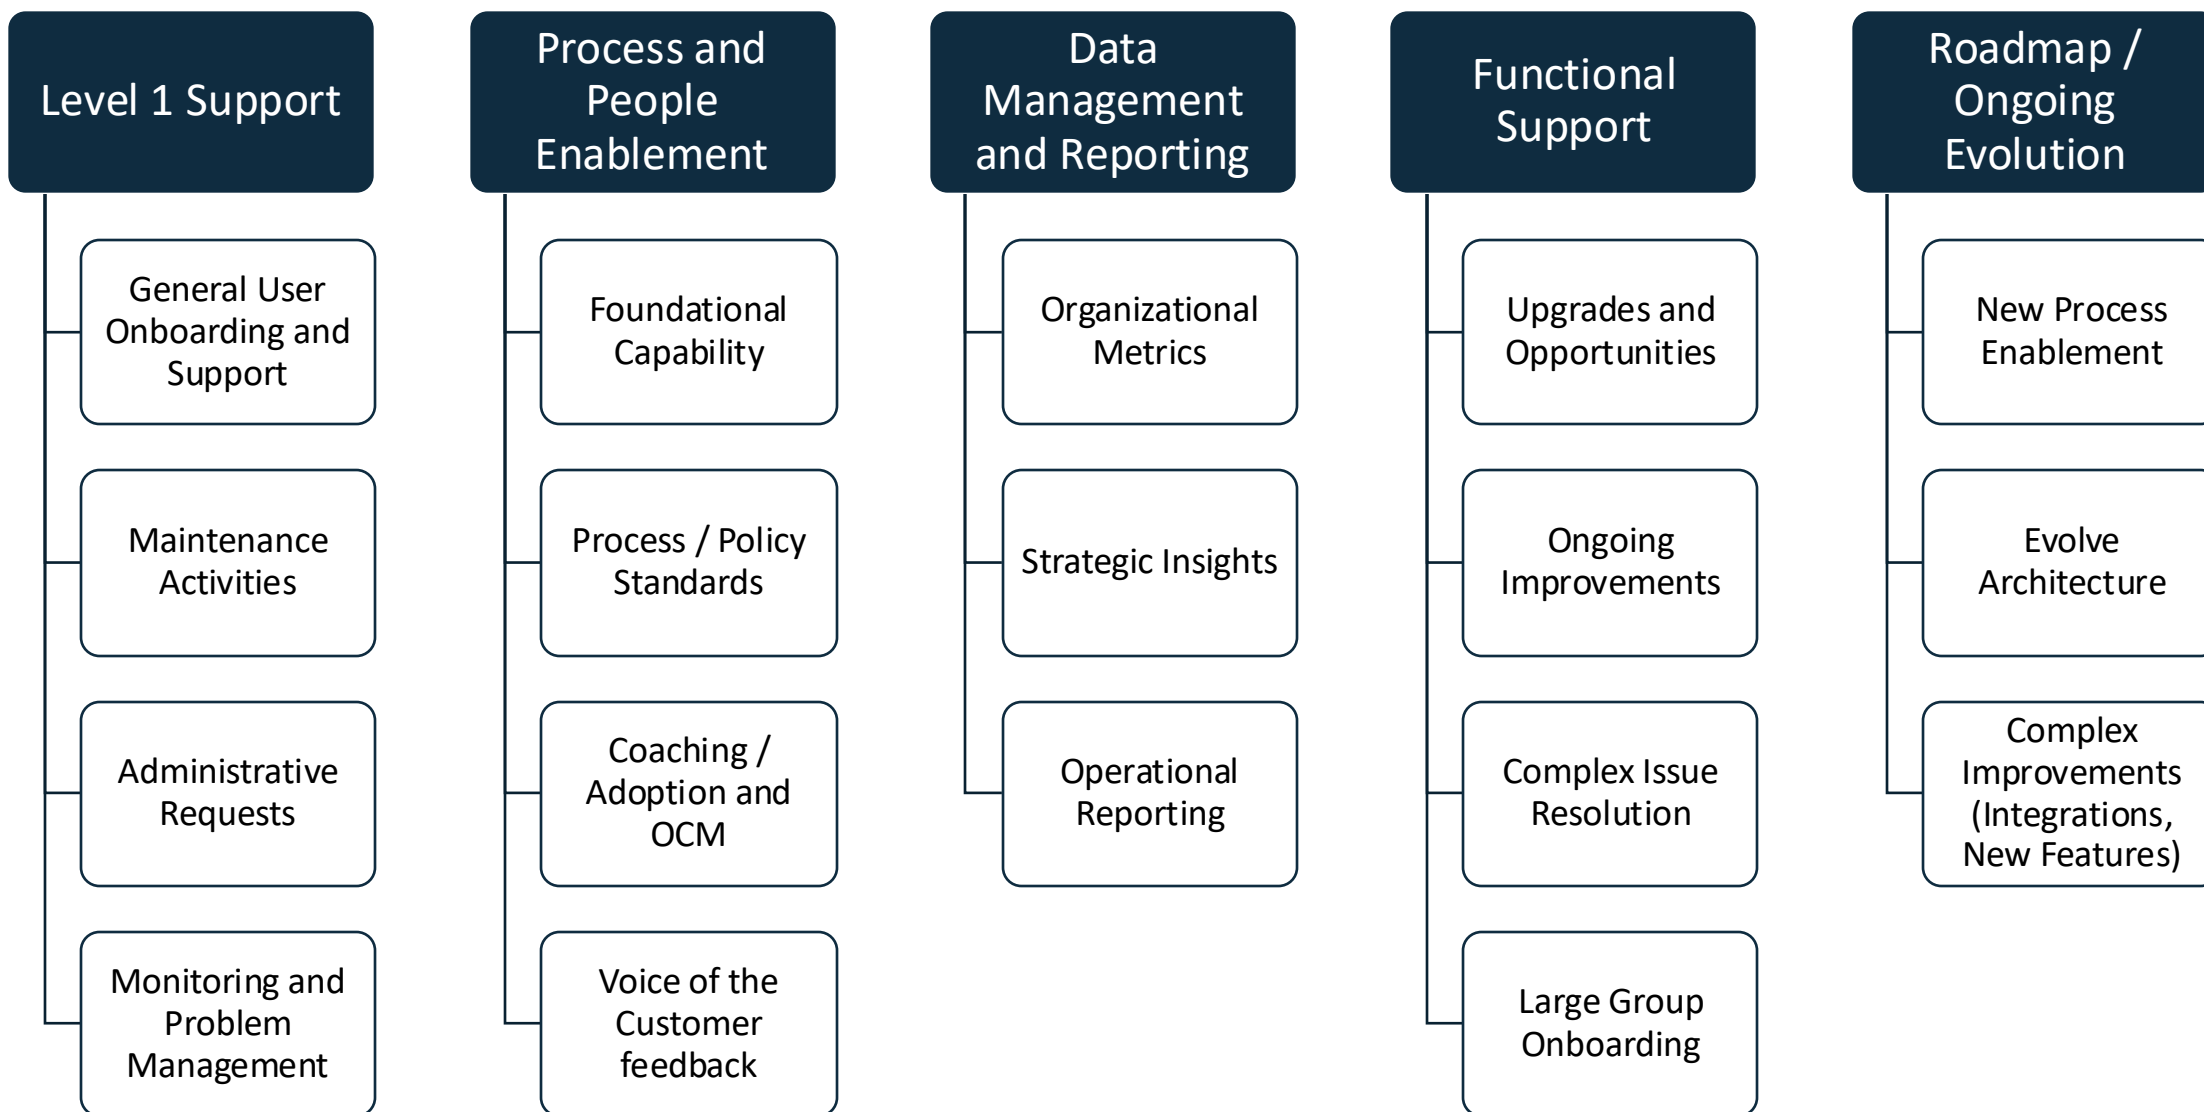 Level 1 Support
General User
Onboarding and
Support
Maintenance
Activities
Administrative
Requests
Monitoring and
Problem
Management
Process and
People
Enablement
Foundational
Capability
Process / Policy
Standards
Coaching /
Adoption and
OCM
Voice of the
Customer
feedback
Data
Management
and Reporting
Organizational
Metrics
Strategic Insights
Operational
Reporting
Functional
Support
Upgrades and
Opportunities
Ongoing
Improvements
Complex Issue
Resolution
Large Group
Onboarding
Roadmap /
Ongoing
Evolution
New Process
Enablement
Evolve
Architecture
Complex
Improvements
(Integrations,
New Features)